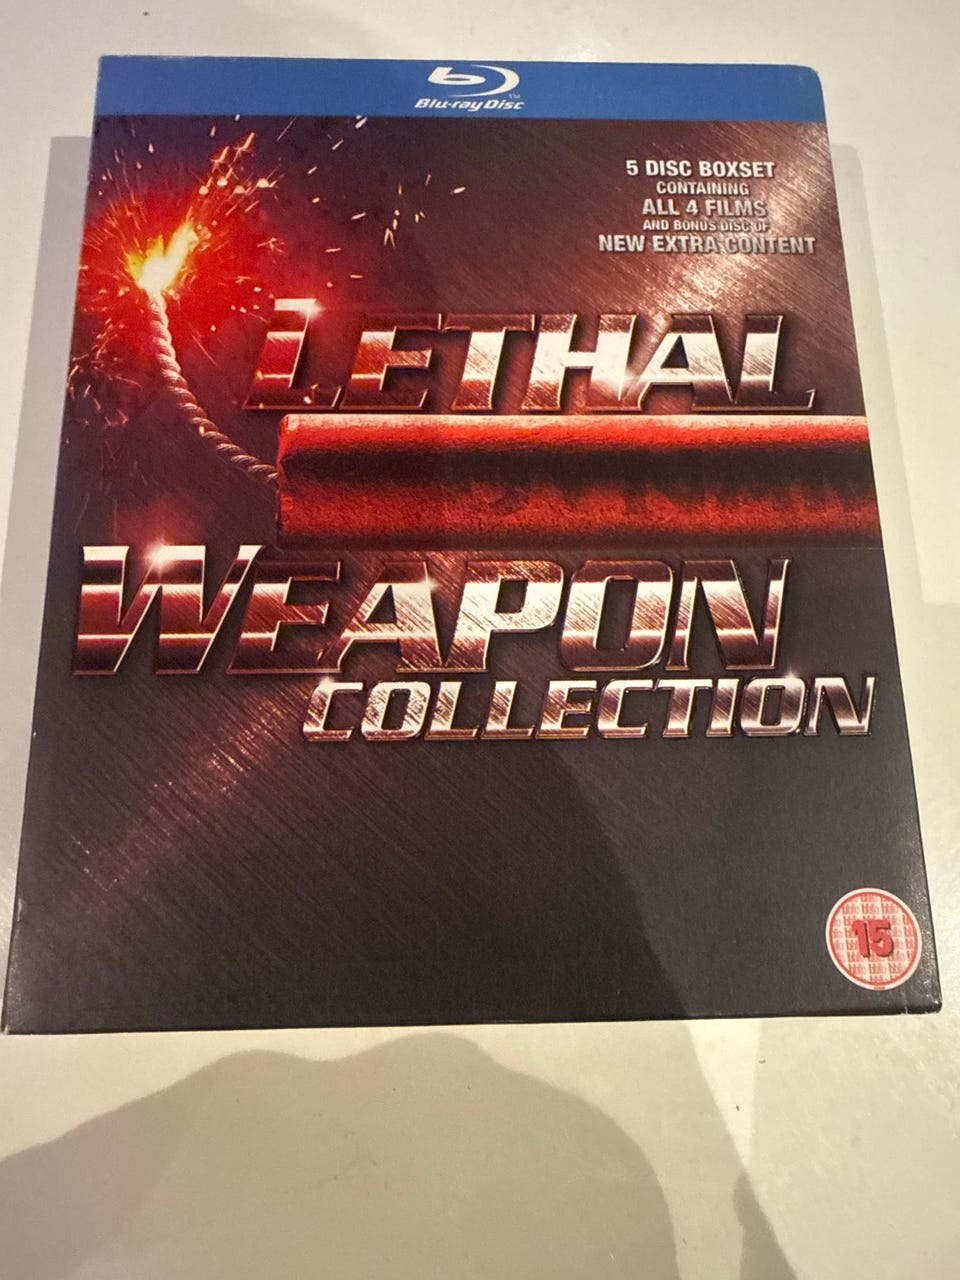 Blu-ray Disc™
5 DISC BOXSET
CONTAINING
ALL 4 FILMS
AND BONUS DISC OF
NEW EXTRA CONTENT
LETHAL
WEAPON
COLLECTION
15